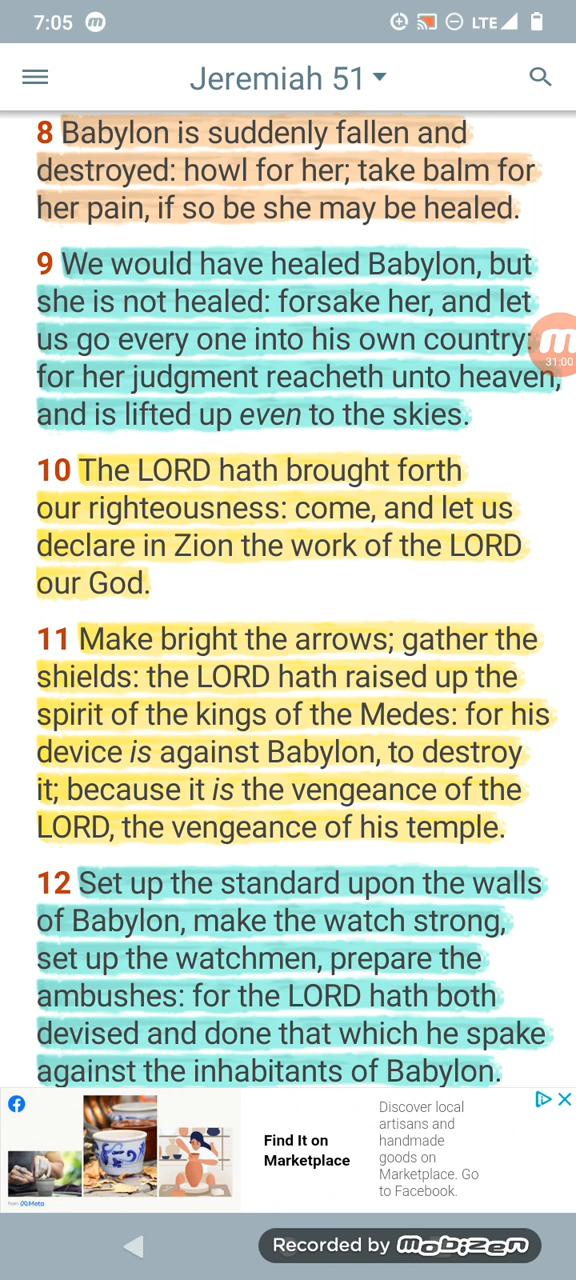 7:05 m LTE
Jeremiah 51
8 Babylon is suddenly fallen and
destroyed: howl for her; take balm for
her pain, if so be she may be healed.
9 We would have healed Babylon, but
she is not healed: forsake her, and let
us go every one into his own country:
for her judgment reacheth unto heaven,
and is lifted up even to the skies.
m
31:00
10 The LORD hath brought forth
our righteousness: come, and let us
declare in Zion the work of the LORD
our God.
11 Make bright the arrows; gather the
shields: the LORD hath raised up the
spirit of the kings of the Medes: for his
device is against Babylon, to destroy
it; because it is the vengeance of the
LORD, the vengeance of his temple.
12 Set up the standard upon the walls
of Babylon, make the watch strong,
set up the watchmen, prepare the
ambushes: for the LORD hath both
devised and done that which he spake
against the inhabitants of Babylon.
from Meta
Find It on
Marketplace
Discover local
artisans and
handmade
goods on
Marketplace. Go
to Facebook.
Recorded by mobizen